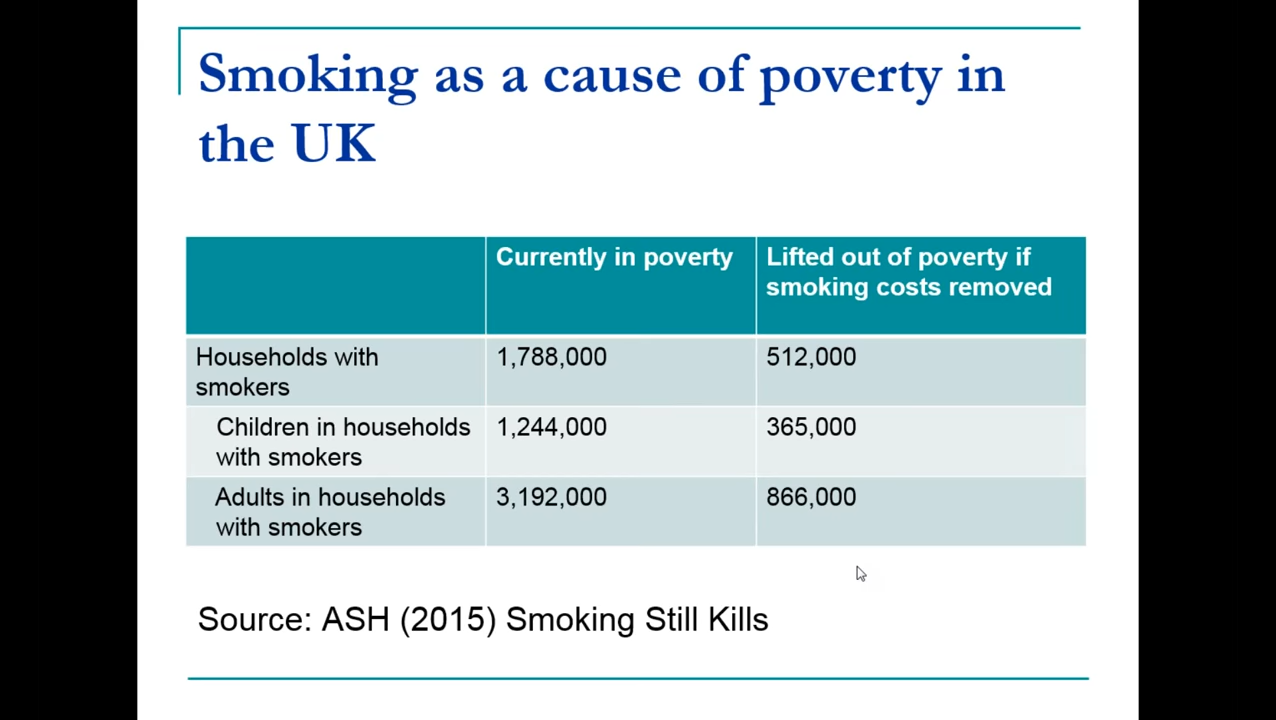 Smoking as a cause of poverty in
the UK
Currently in poverty
Lifted out of poverty if
smoking costs removed
Households with
smokers
1,788,000
512,000
Children in households
with smokers
1,244,000
365,000
Adults in households
with smokers
3,192,000
866,000
Source: ASH (2015) Smoking Still Kills